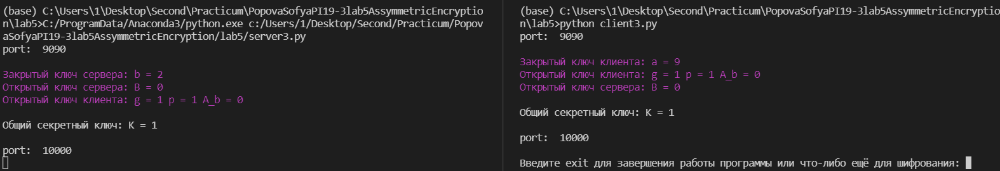 (base) C:\Users\1\Desktop\Second\Practicum\PopovaSofyaPI19-3lab5AssymmetricEncryptio
n\lab5>C:/ProgramData/Anaconda3/python.exe c:/Users/1/Desktop/Second/Practicum/Popov
aSofyaPI19-3lab5AssymmetricEncryption/lab5/server3.py
port:  9090
Закрытый ключ сервера: b = 2
Открытый ключ сервера: B = 0
Открытый ключ клиента: g = 1 p = 1 A_b = 0
Общий секретный ключ: K = 1
port:  10000
(base) C:\Users\1\Desktop\Second\Practicum\PopovaSofyaPI19-3lab5AssymmetricEncryptio
n\lab5>python client3.py
port:  9090
Закрытый ключ клиента: a = 9
Открытый ключ клиента: g = 1 p = 1 A_b = 0
Открытый ключ сервера: B = 0
Общий секретный ключ: K = 1
port:  10000
Введите exit для завершения работы программы или что-либо ещё для шифрования: